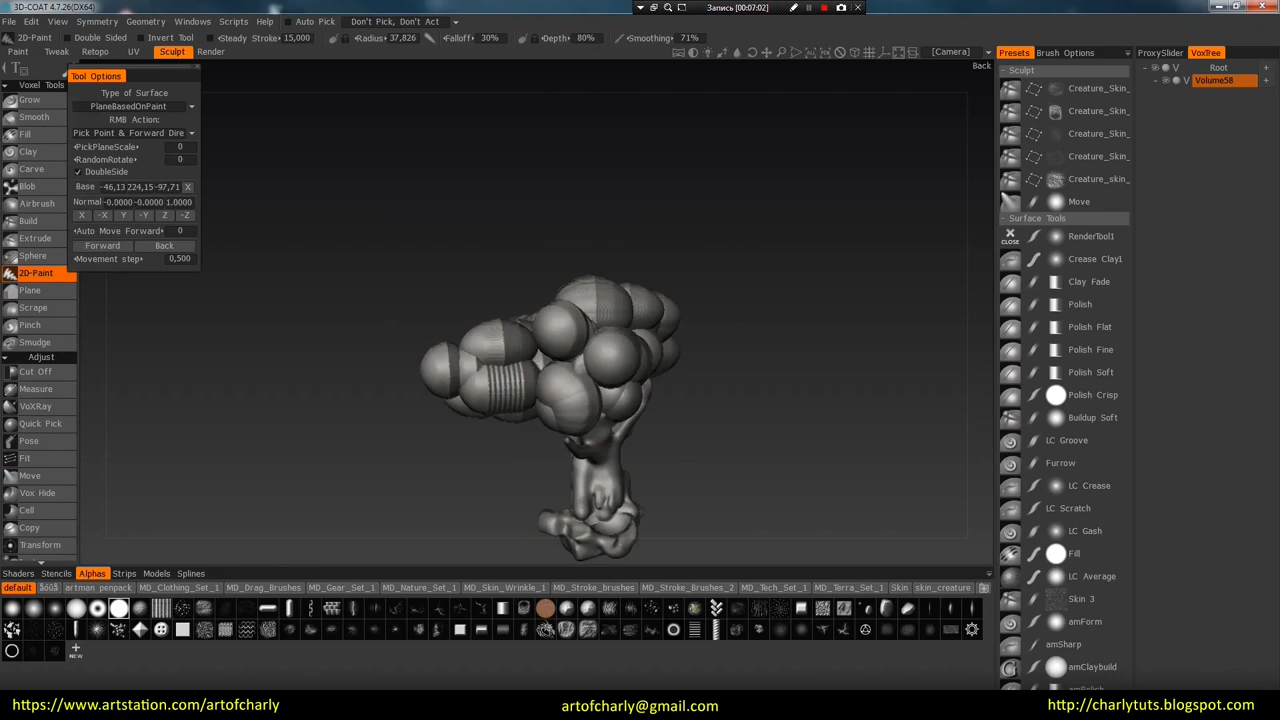 3D-COAT 4.7.26(DX64)
Запись [00:07:02]
File Edit View Symmetry Geometry Textures Windows Scripts Help Auto Pick Don't Pick, Don't Act
2D-Paint Double Sided Invert Steady Stroke 15,000 Radius 37,826 Falloff 30% Depth 80% Smoothing 71%
Paint Tweak Retopo UV Sculpt Render [Camera] Presets Brush Options ProxySlider VoxTree
Back
Tool Options
Type of Surface
PlaneBasedOnPaint
RMB Action:
Pick Point & Forward Dire
PickPlaneScale 0
RandomRotate 0
DoubleSide
Base -46,13 224,15-97,71 X
Normal -0.0000-0.0000 1.0000
X -X Y -Y Z -Z
Auto Move Forward 0
Forward Back
Movement step 0,500
Voxel Tools
Grow
Smooth
Fill
Clay
Carve
Blob
Airbrush
Build
Extrude
Sphere
2D-Paint
Plane
Scrape
Pinch
Smudge
Adjust
Cut Off
Measure
VoXRay
Quick Pick
Pose
Fit
Move
Vox Hide
Cell
Copy
Transform
Sculpt
Creature_Skin_
Creature_Skin_
Creature_Skin_
Creature_Skin_
Creature_skin_
Move
Surface Tools
CLOSE
RenderTool1
Crease Clay1
Clay Fade
Polish
Polish Flat
Polish Fine
Polish Soft
Polish Crisp
Buildup Soft
LC Groove
Furrow
LC Crease
LC Scratch
LC Gash
Fill
LC Average
Skin 3
amForm
amSharp
amClaybuild
amPolish
V Root +
V Volume58 +
Shaders Stencils Alphas Strips Models Splines
default artman penpack MD_Clothing_Set_1 MD_Drag_Brushes MD_Gear_Set_1 MD_Nature_Set_1 MD_Skin_Wrinkle_1 MD_Stroke_brushes MD_Stroke_Brushes_2 MD_Tech_Set_1 MD_Terra_Set_1 Skin skin_creature
NEW
https://www.artstation.com/artofcharly artofcharly@gmail.com http://charlytuts.blogspot.com